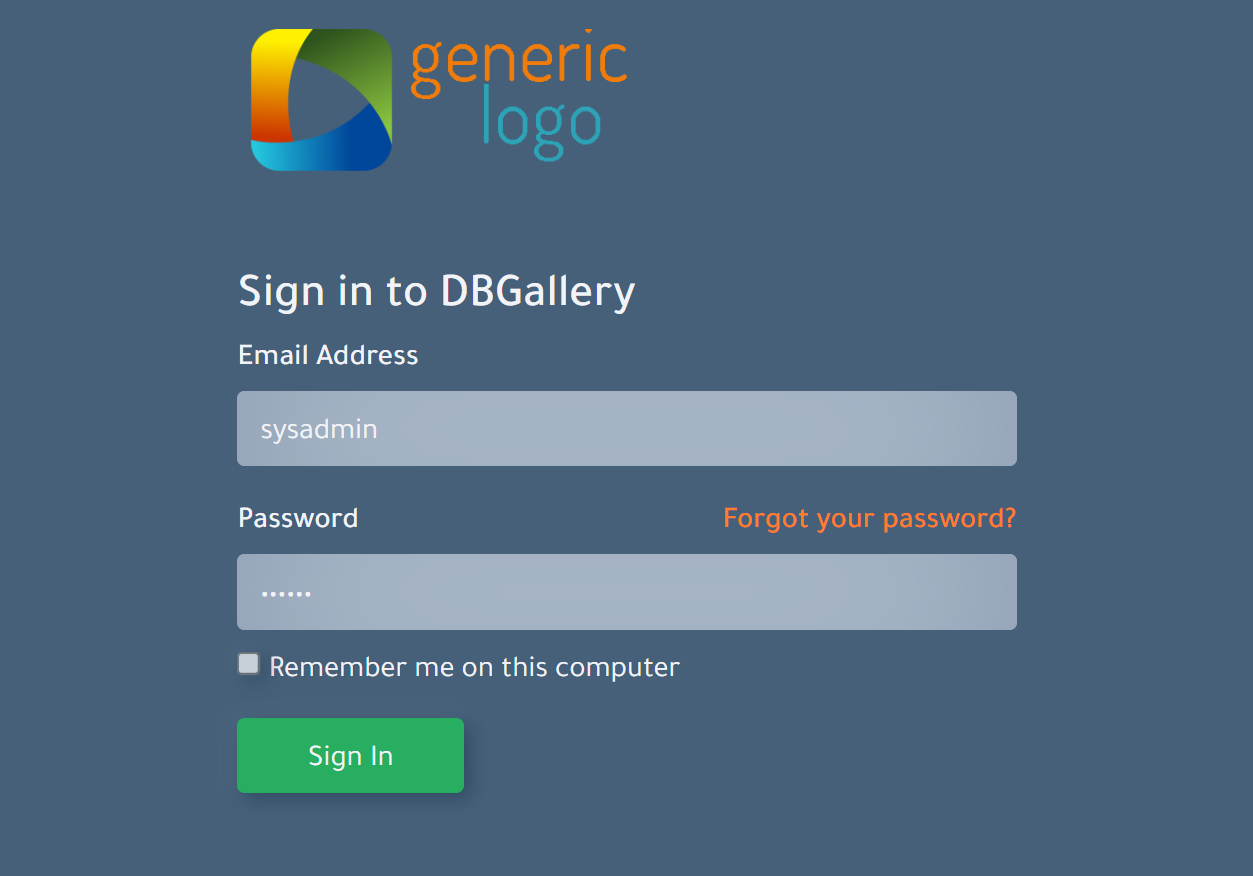 generic
logo
Sign in to DBGallery
Email Address
sysadmin
Password Forgot your password?
••••••
Remember me on this computer
Sign In